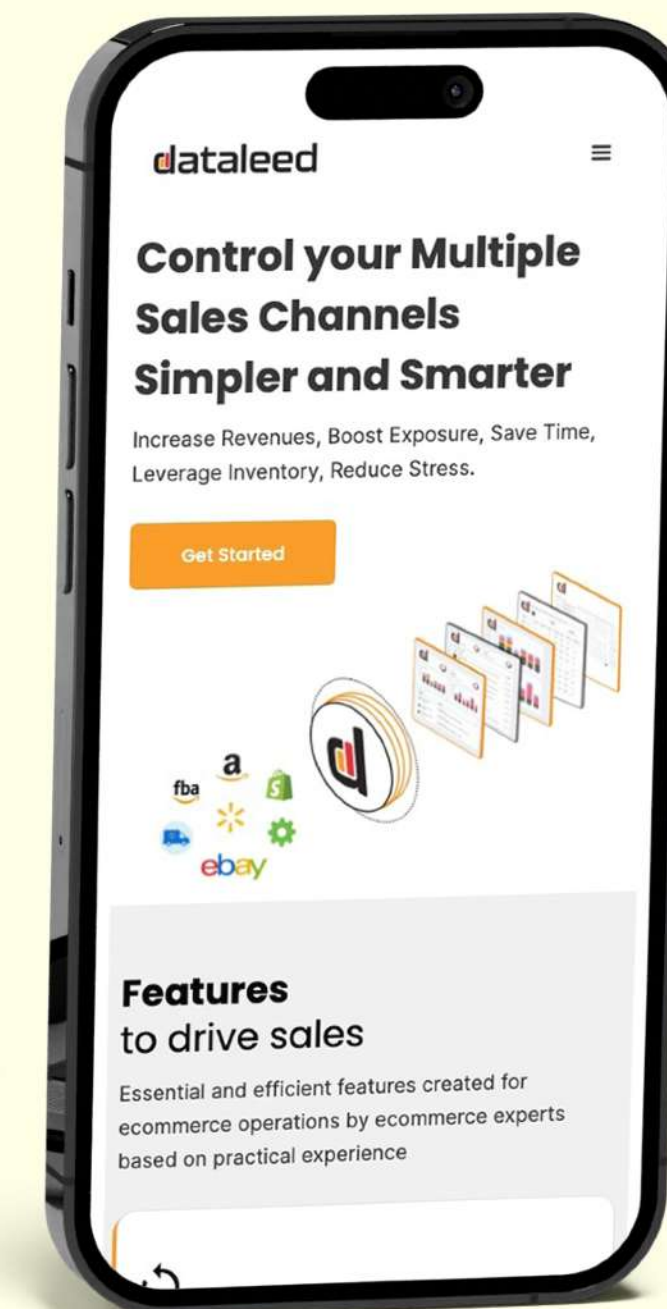 dataleed
Control your Multiple
Sales Channels
Simpler and Smarter
Increase Revenues, Boost Exposure, Save Time,
Leverage Inventory, Reduce Stress.
Get Started
a
fba
ebay
Features
to drive sales
Essential and efficient features created for
ecommerce operations by ecommerce experts
based on practical experience